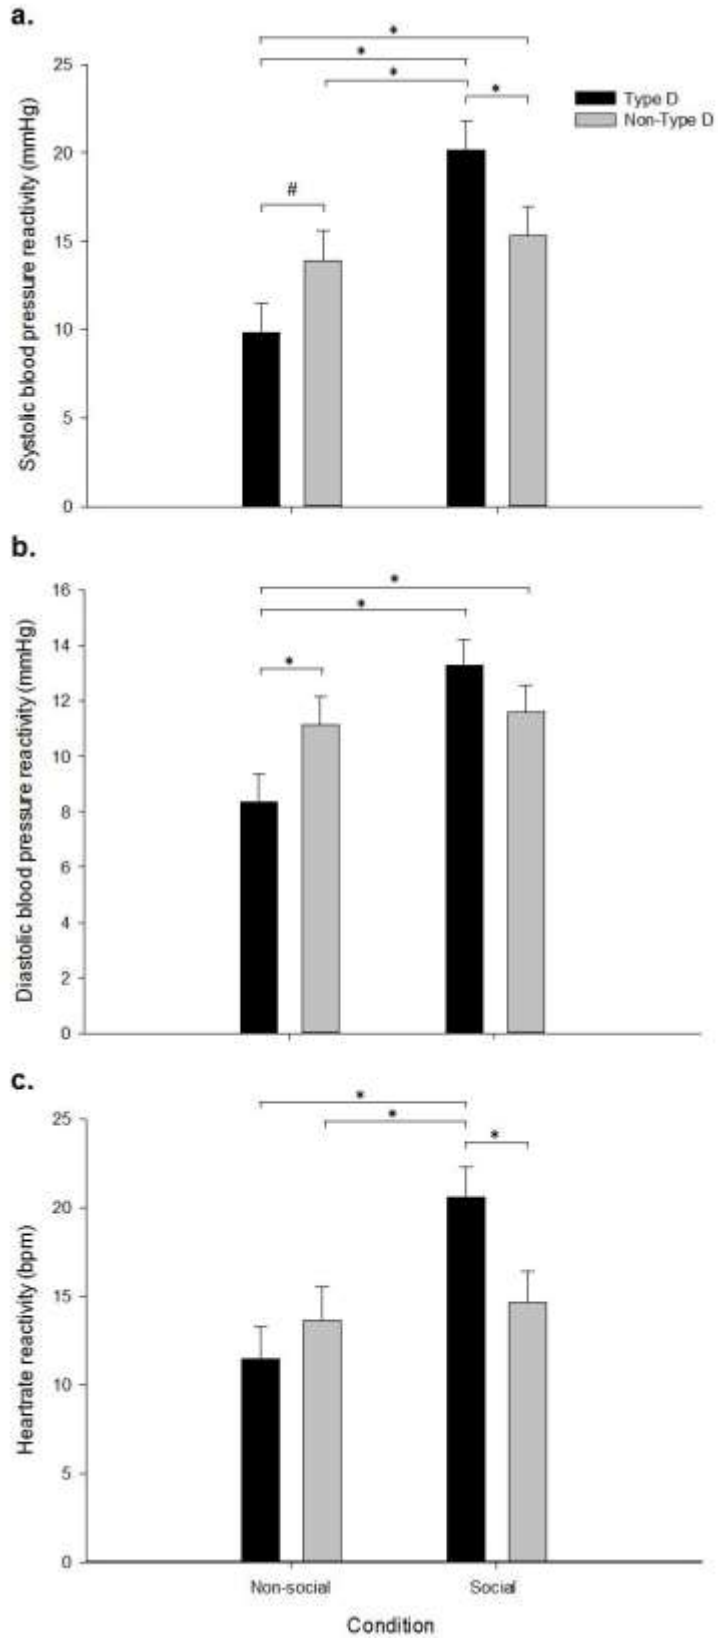 a.
*
*
*
*
#
Systolic blood pressure reactivity (mmHg)
25
20
15
10
5
0
Type D
Non-Type D
b.
*
*
*
Diastolic blood pressure reactivity (mmHg)
16
14
12
10
8
6
4
2
0
c.
*
*
*
Heartrate reactivity (bpm)
25
20
15
10
5
0
Non-social
Social
Condition